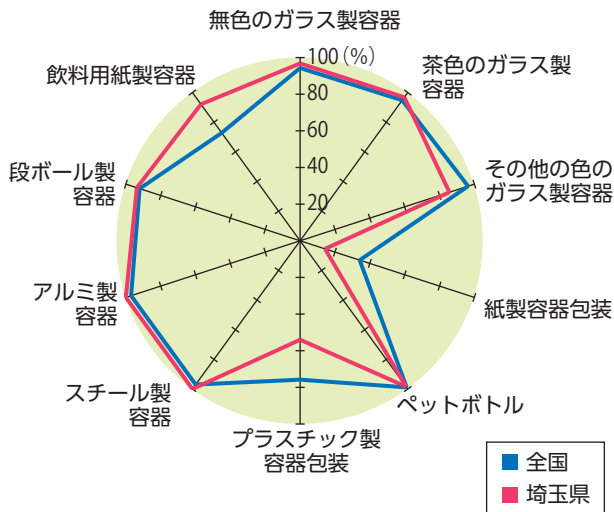 無色のガラス製容器
100(%)
80
60
40
20
茶色のガラス製
容器
その他の色の
ガラス製容器
紙製容器包装
ペットボトル
プラスチック製
容器包装
スチール製
容器
アルミ製
容器
段ボール製
容器
飲料用紙製容器
全国
埼玉県